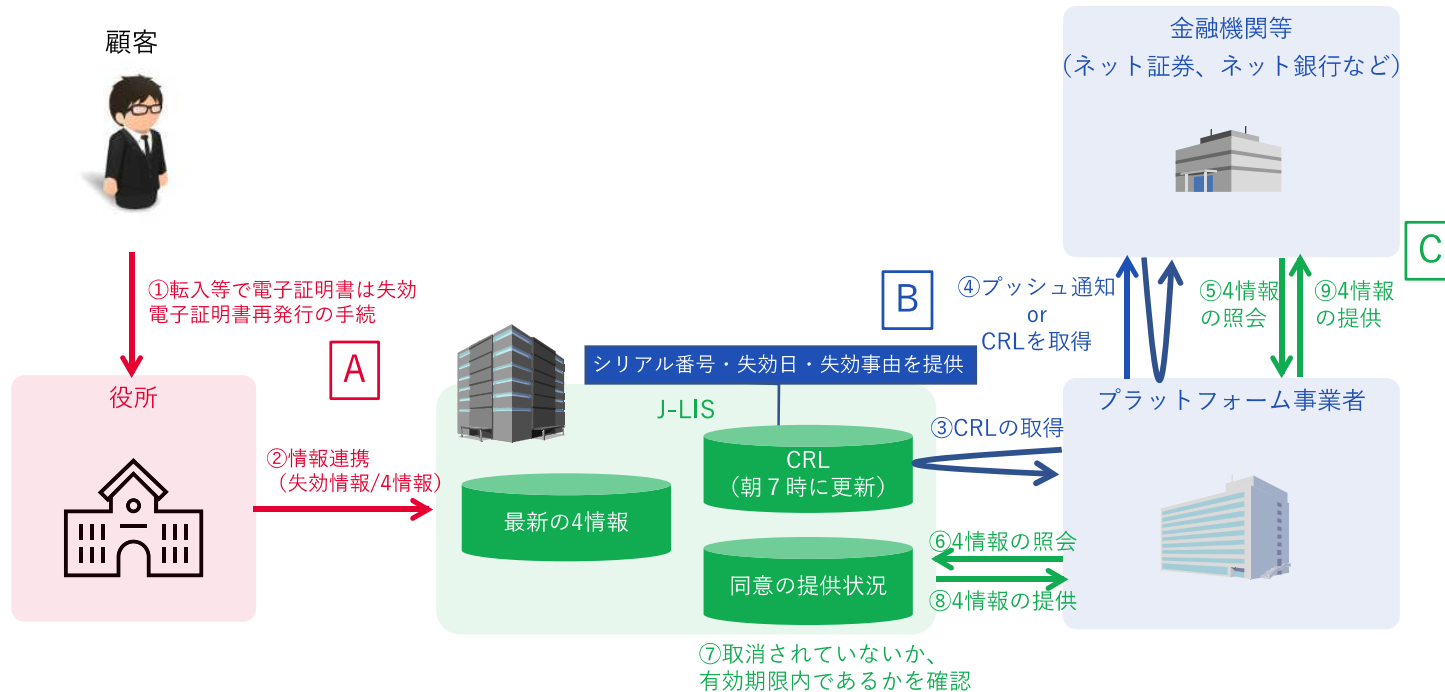 顧客
①転入等で電子証明書は失効
電子証明書再発行の手続
A
役所
②情報連携
（失効情報/4情報）
J-LIS
シリアル番号・失効日・失効事由を提供
最新の4情報
CRL
（朝７時に更新）
同意の提供状況
⑦取消されていないか、
有効期限内であるかを確認
B
③CRLの取得
④プッシュ通知
or
CRLを取得
⑥4情報の照会
⑧4情報の提供
プラットフォーム事業者
⑤4情報
の照会
⑨4情報
の提供
C
金融機関等
（ネット証券、ネット銀行など）